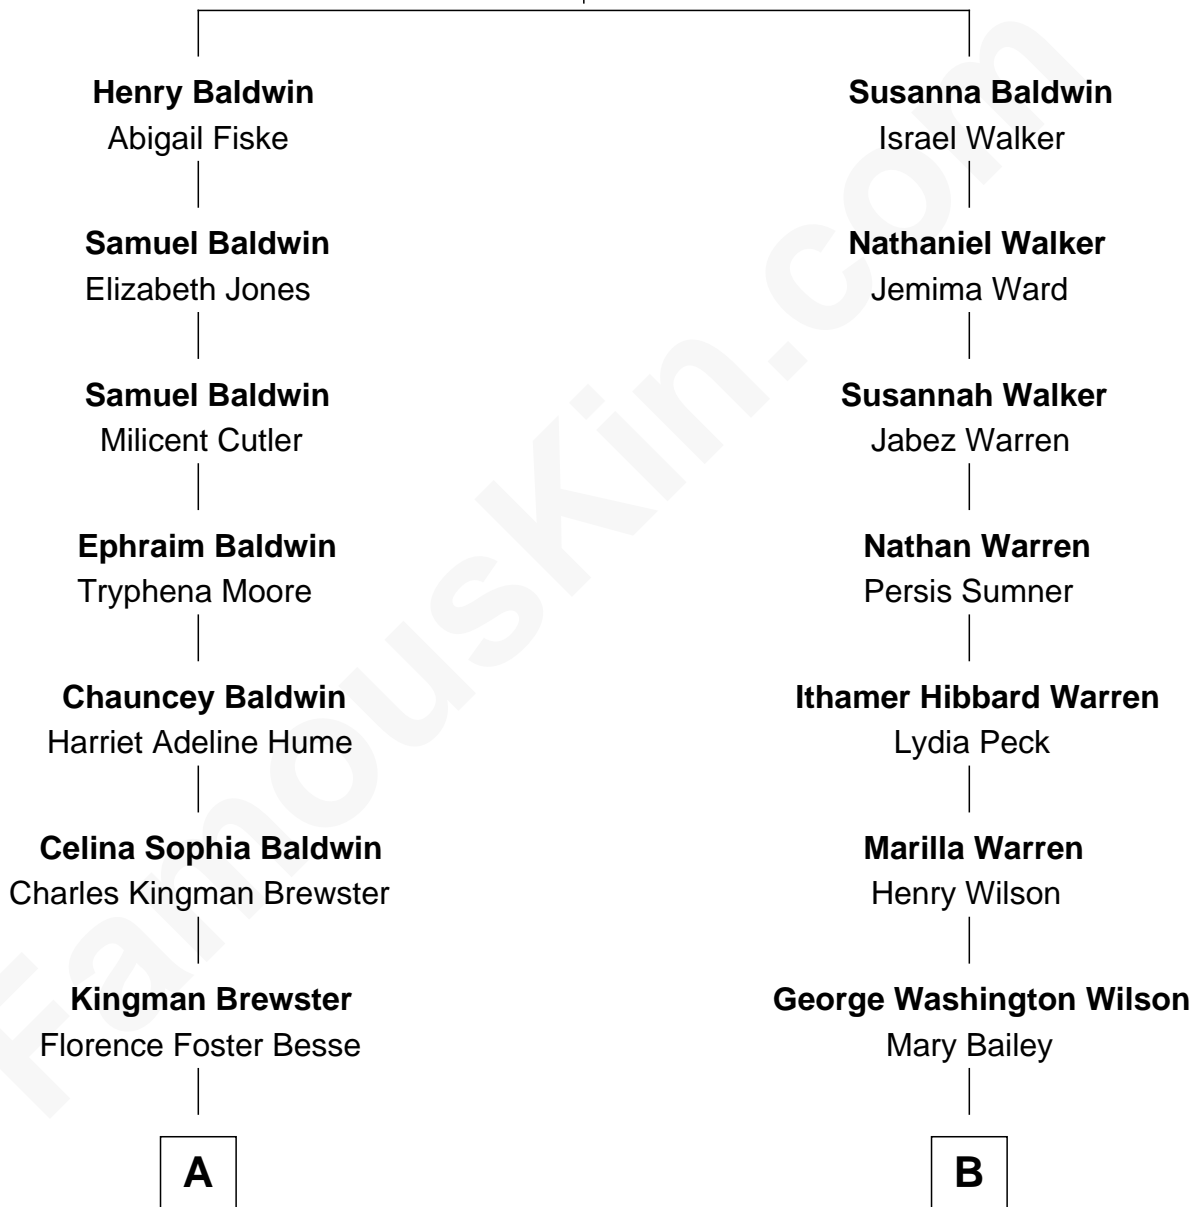 Henry Baldwin
Abigail Fiske
Samuel Baldwin
Elizabeth Jones
Samuel Baldwin
Milicent Cutler
Ephraim Baldwin
Tryphena Moore
Chauncey Baldwin
Harriet Adeline Hume
Celina Sophia Baldwin
Charles Kingman Brewster
Kingman Brewster
Florence Foster Besse
A
Susanna Baldwin
Israel Walker
Nathaniel Walker
Jemima Ward
Susannah Walker
Jabez Warren
Nathan Warren
Persis Sumner
Ithamer Hibbard Warren
Lydia Peck
Marilla Warren
Henry Wilson
George Washington Wilson
Mary Bailey
B
FamousKin.com